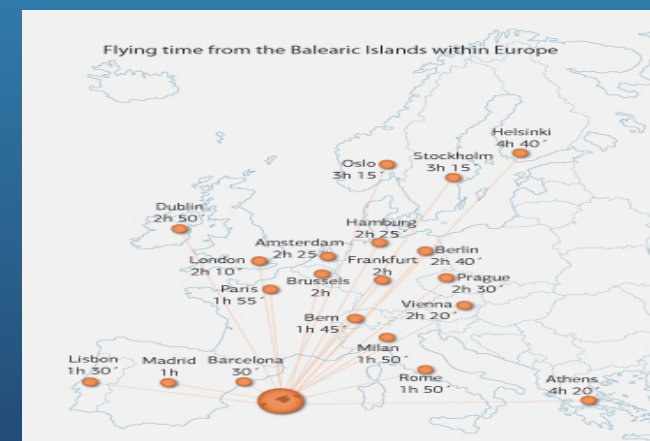 Flying time from the Balearic Islands within Europe
Helsinki
4h 40´
Oslo
3h 15´
Stockholm
3h 15´
Dublin
2h 50´
Hamburg
2h 25´
Amsterdam
2h 25´
Berlin
2h 40´
London
2h 10´
Frankfurt
2h
Brussels
2h
Prague
2h 30´
Paris
1h 55´
Vienna
2h 20´
Bern
1h 45´
Milan
1h 50´
Lisbon
1h 30´
Madrid
1h
Barcelona
30´
Rome
1h 50´
Athens
4h 20´